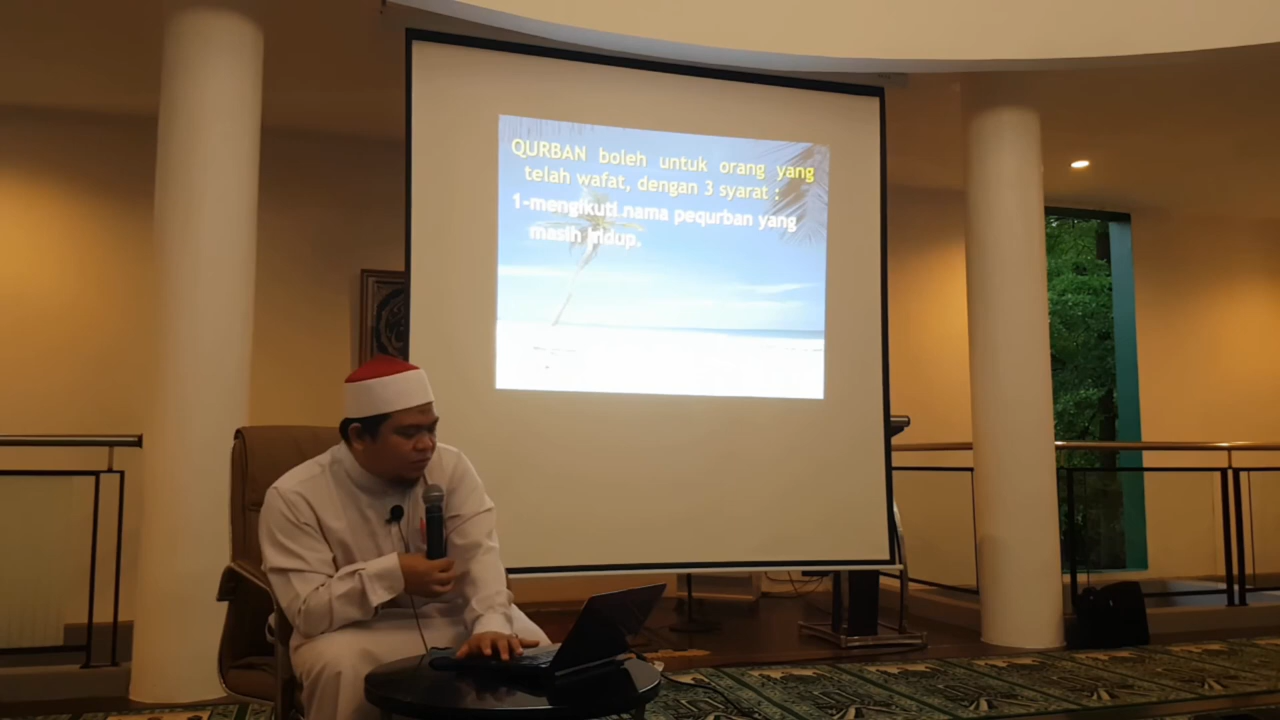 QURBAN boleh untuk orang yang
telah wafat, dengan 3 syarat :
1-mengikuti nama pequrban yang
masih hidup.